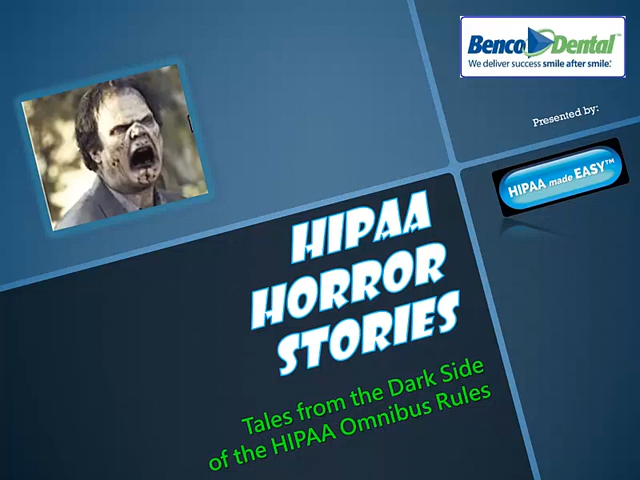 Benco Dental™
We deliver success smile after smile.®
Presented by:
HIPAA made EASY™
HIPAA
HORROR
STORIES
Tales from the Dark Side
of the HIPAA Omnibus Rules